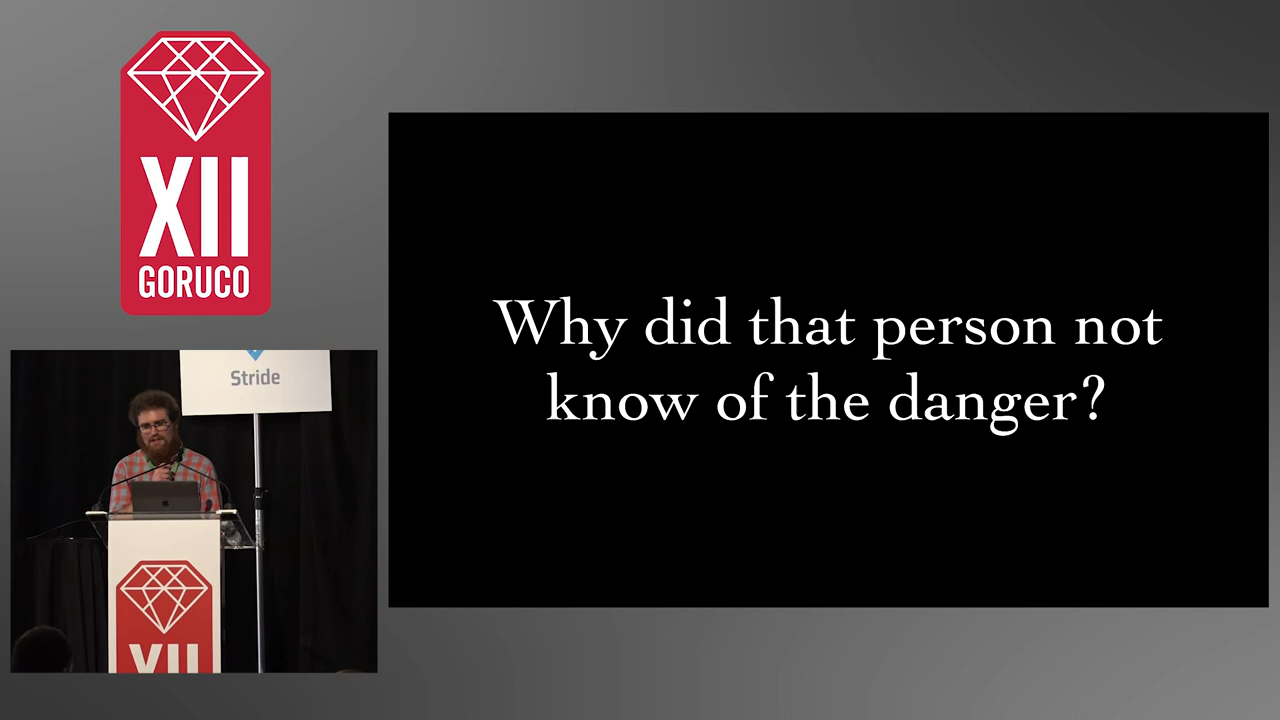 XII
GORUCO
Stride
XII
Why did that person not
know of the danger?